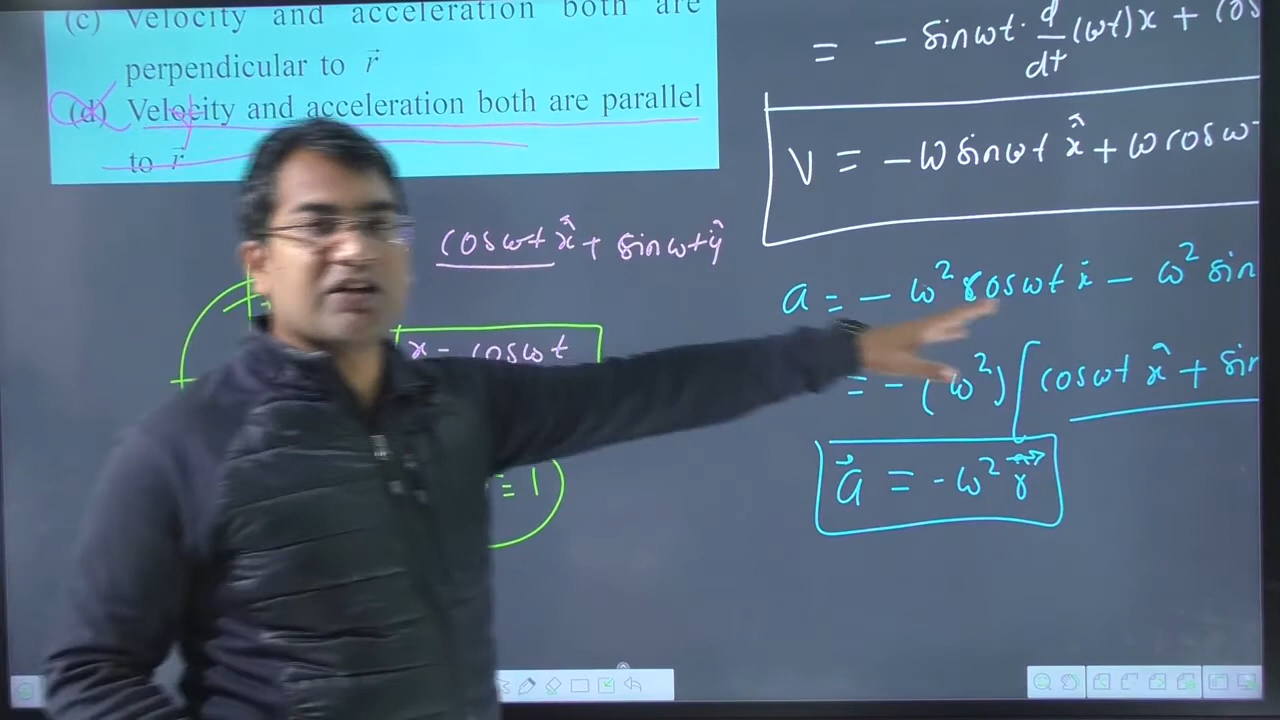 (c) Velocity and acceleration both are
perpendicular to r⃗
(d) Velocity and acceleration both are parallel
to r⃗
cosωt x̂ + sinωt ŷ
x = cosωt
= 1
= − sinωt · d/dt (ωt)x + cos
V = −ω sinωt x̂ + ω cosω
a = − ω² cosωt x̂ − ω² sin
= − (ω²) [cosωt x̂ + sin
a⃗ = −ω² r⃗